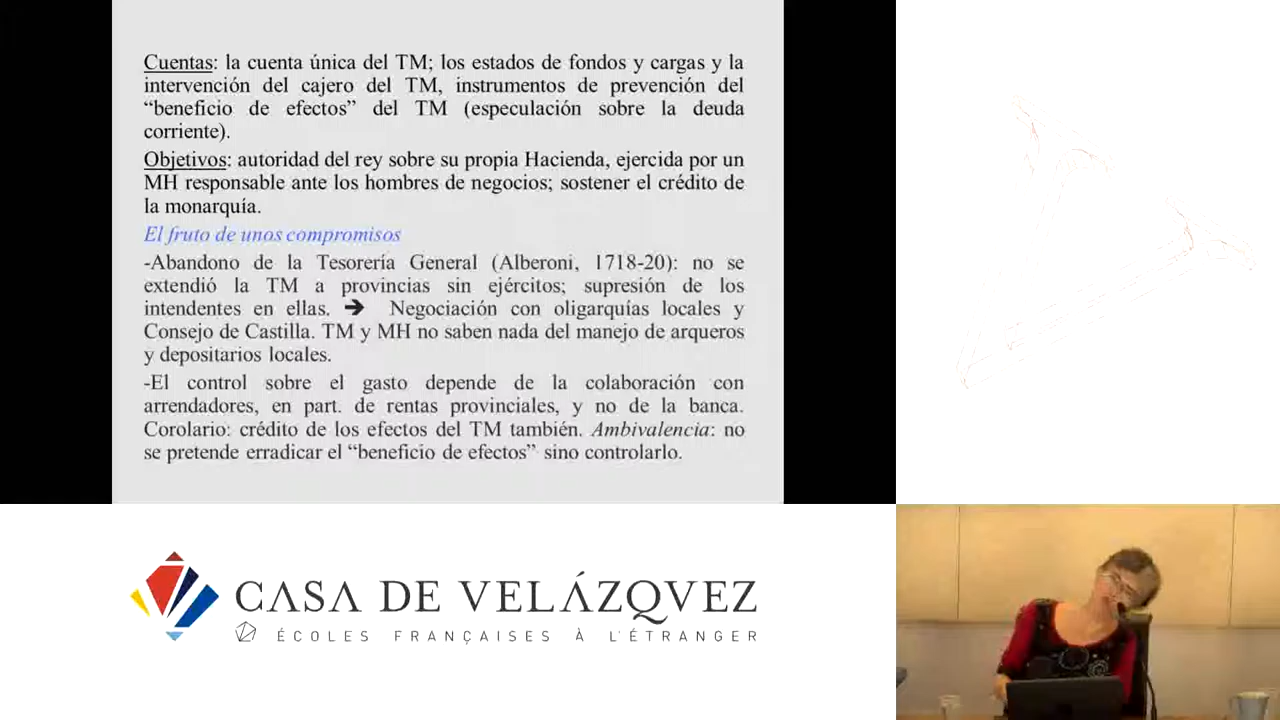 Cuentas: la cuenta única del TM; los estados de fondos y cargas y la
intervención del cajero del TM, instrumentos de prevención del
“beneficio de efectos” del TM (especulación sobre la deuda
corriente).
Objetivos: autoridad del rey sobre su propia Hacienda, ejercida por un
MH responsable ante los hombres de negocios; sostener el crédito de
la monarquía.
El fruto de unos compromisos
-Abandono de la Tesorería General (Alberoni, 1718-20): no se
extendió la TM a provincias sin ejércitos; supresión de los
intendentes en ellas. ➔ Negociación con oligarquías locales y
Consejo de Castilla. TM y MH no saben nada del manejo de arqueros
y depositarios locales.
-El control sobre el gasto depende de la colaboración con
arrendadores, en part. de rentas provinciales, y no de la banca.
Corolario: crédito de los efectos del TM también. Ambivalencia: no
se pretende erradicar el “beneficio de efectos” sino controlarlo.
CASA DE VELÁZQVEZ
ÉCOLES FRANÇAISES À L'ÉTRANGER